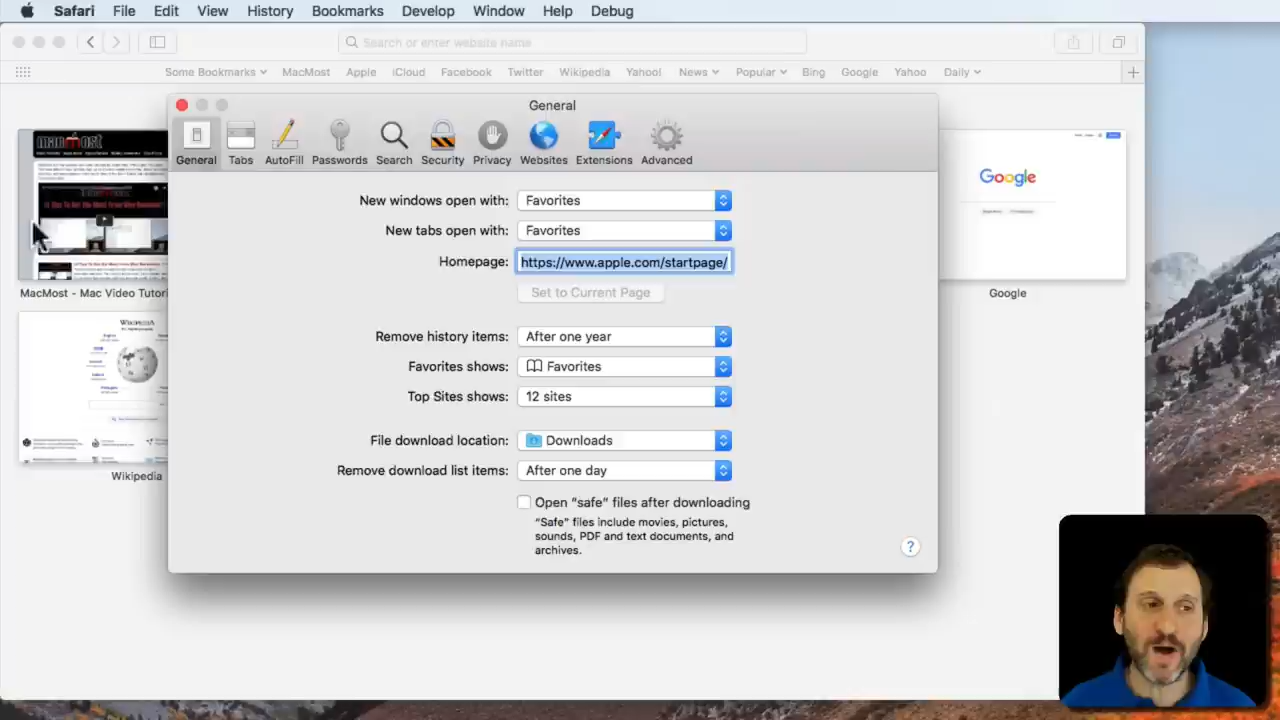 Safari File Edit View History Bookmarks Develop Window Help Debug
Search or enter website name
Some Bookmarks MacMost Apple iCloud Facebook Twitter Wikipedia Yahoo! News Popular Bing Google Yahoo Daily
General
General Tabs AutoFill Passwords Search Security Privacy Websites Extensions Advanced
New windows open with: Favorites
New tabs open with: Favorites
Homepage: https://www.apple.com/startpage/
Set to Current Page
Remove history items: After one year
Favorites shows: Favorites
Top Sites shows: 12 sites
File download location: Downloads
Remove download list items: After one day
Open “safe” files after downloading
“Safe” files include movies, pictures,
sounds, PDF and text documents, and
archives.
?
macmost
MacMost - Mac Video Tutori
WIKIPEDIA
Wikipedia
Google
Google